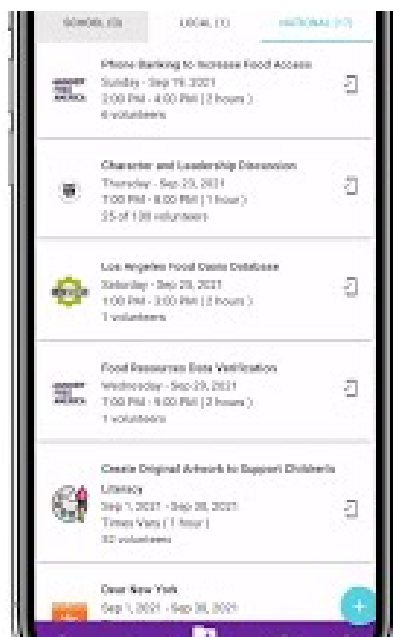 SCHOOL (0) LOCAL (1) NATIONAL (17)
Phone Banking to Increase Food Access
Sunday - Sep 19, 2021
2:00 PM - 4:00 PM ( 2 hours )
6 volunteers
Character and Leadership Discussion
Thursday - Sep 23, 2021
7:00 PM - 8:00 PM ( 1 hour )
25 of 100 volunteers
Los Angeles Food Oasis Database
Saturday - Sep 25, 2021
1:00 PM - 3:00 PM ( 2 hours )
1 volunteers
Food Resources Data Verification
Wednesday - Sep 29, 2021
7:00 PM - 9:00 PM ( 2 hours )
1 volunteers
Create Original Artwork to Support Children's
Literacy
Sep 1, 2021 - Sep 30, 2021
Times Vary ( 1 hour )
32 volunteers
Dear New York
Sep 1, 2021 - Sep 30, 2021